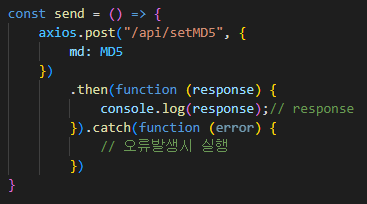 const send = () => {
    axios.post("/api/setMD5", {
        md: MD5
    })
        .then(function (response) {
            console.log(response);// response
        }).catch(function (error) {
            // 오류발생시 실행
        })
}